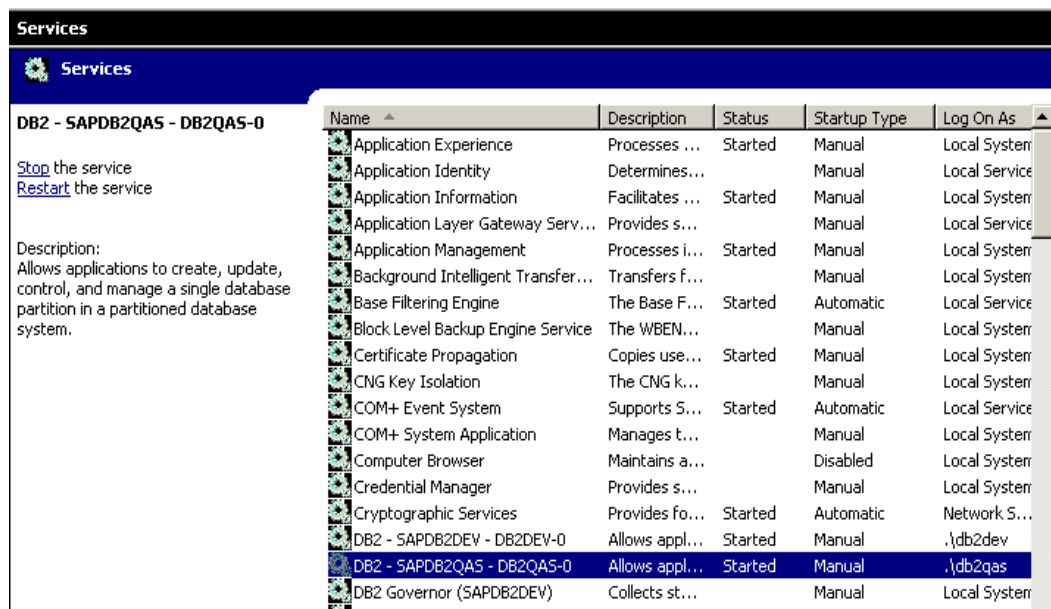 Services
Services
DB2 - SAPDB2QAS - DB2QAS-0
Stop the service
Restart the service
Description:
Allows applications to create, update,
control, and manage a single database
partition in a partitioned database
system.
Name Description Status Startup Type Log On As
Application Experience Processes ... Started Manual Local System
Application Identity Determines... Manual Local Service
Application Information Facilitates ... Started Manual Local System
Application Layer Gateway Serv... Provides s... Manual Local Service
Application Management Processes i... Started Manual Local System
Background Intelligent Transfer... Transfers f... Manual Local System
Base Filtering Engine The Base F... Started Automatic Local Service
Block Level Backup Engine Service The WBEN... Manual Local System
Certificate Propagation Copies use... Started Manual Local System
CNG Key Isolation The CNG k... Manual Local System
COM+ Event System Supports S... Started Automatic Local Service
COM+ System Application Manages t... Manual Local System
Computer Browser Maintains a... Disabled Local System
Credential Manager Provides s... Manual Local System
Cryptographic Services Provides fo... Started Automatic Network S...
DB2 - SAPDB2DEV - DB2DEV-0 Allows appl... Started Manual .\db2dev
DB2 - SAPDB2QAS - DB2QAS-0 Allows appl... Started Manual .\db2qas
DB2 Governor (SAPDB2DEV) Collects st... Manual Local System